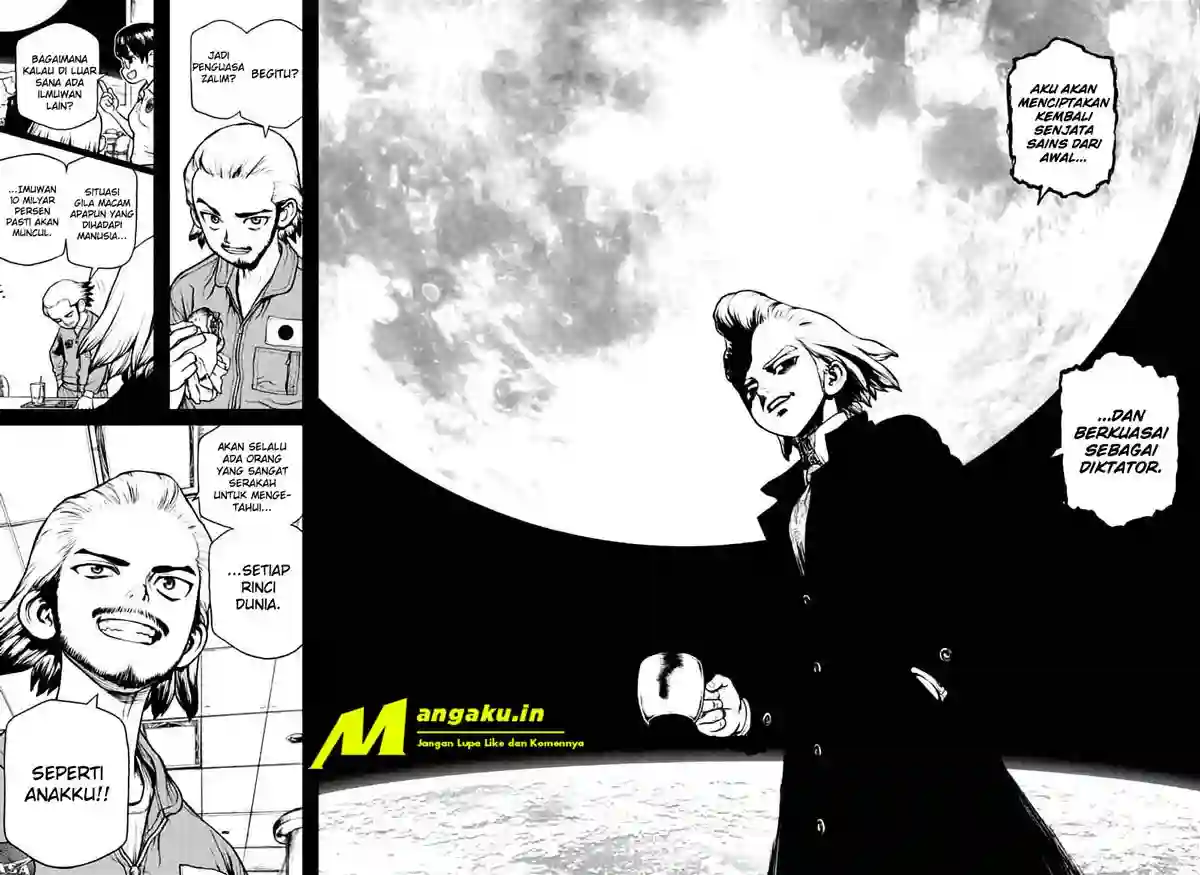 AKU AKAN
MENCIPTAKAN
KEMBALI
SENJATA
SAINS DARI
AWAL...
...DAN
BERKUASAI
SEBAGAI
DIKTATOR.
BEGITU?
JADI
PENGUASA
ZALIM?
BAGAIMANA
KALAU DI LUAR
SANA ADA
ILMUWAN
LAIN?
SITUASI
GILA MACAM
APAPUN YANG
DIHADAPI
MANUSIA...
...IMUWAN
10 MILYAR
PERSEN
PASTI AKAN
MUNCUL.
AKAN SELALU
ADA ORANG
YANG SANGAT
SERAKAH
UNTUK MENGE-
TAHUI...
...SETIAP
RINCI
DUNIA.
SEPERTI
ANAKKU!!
Mangaku.in
Jangan Lupa Like dan Komennya